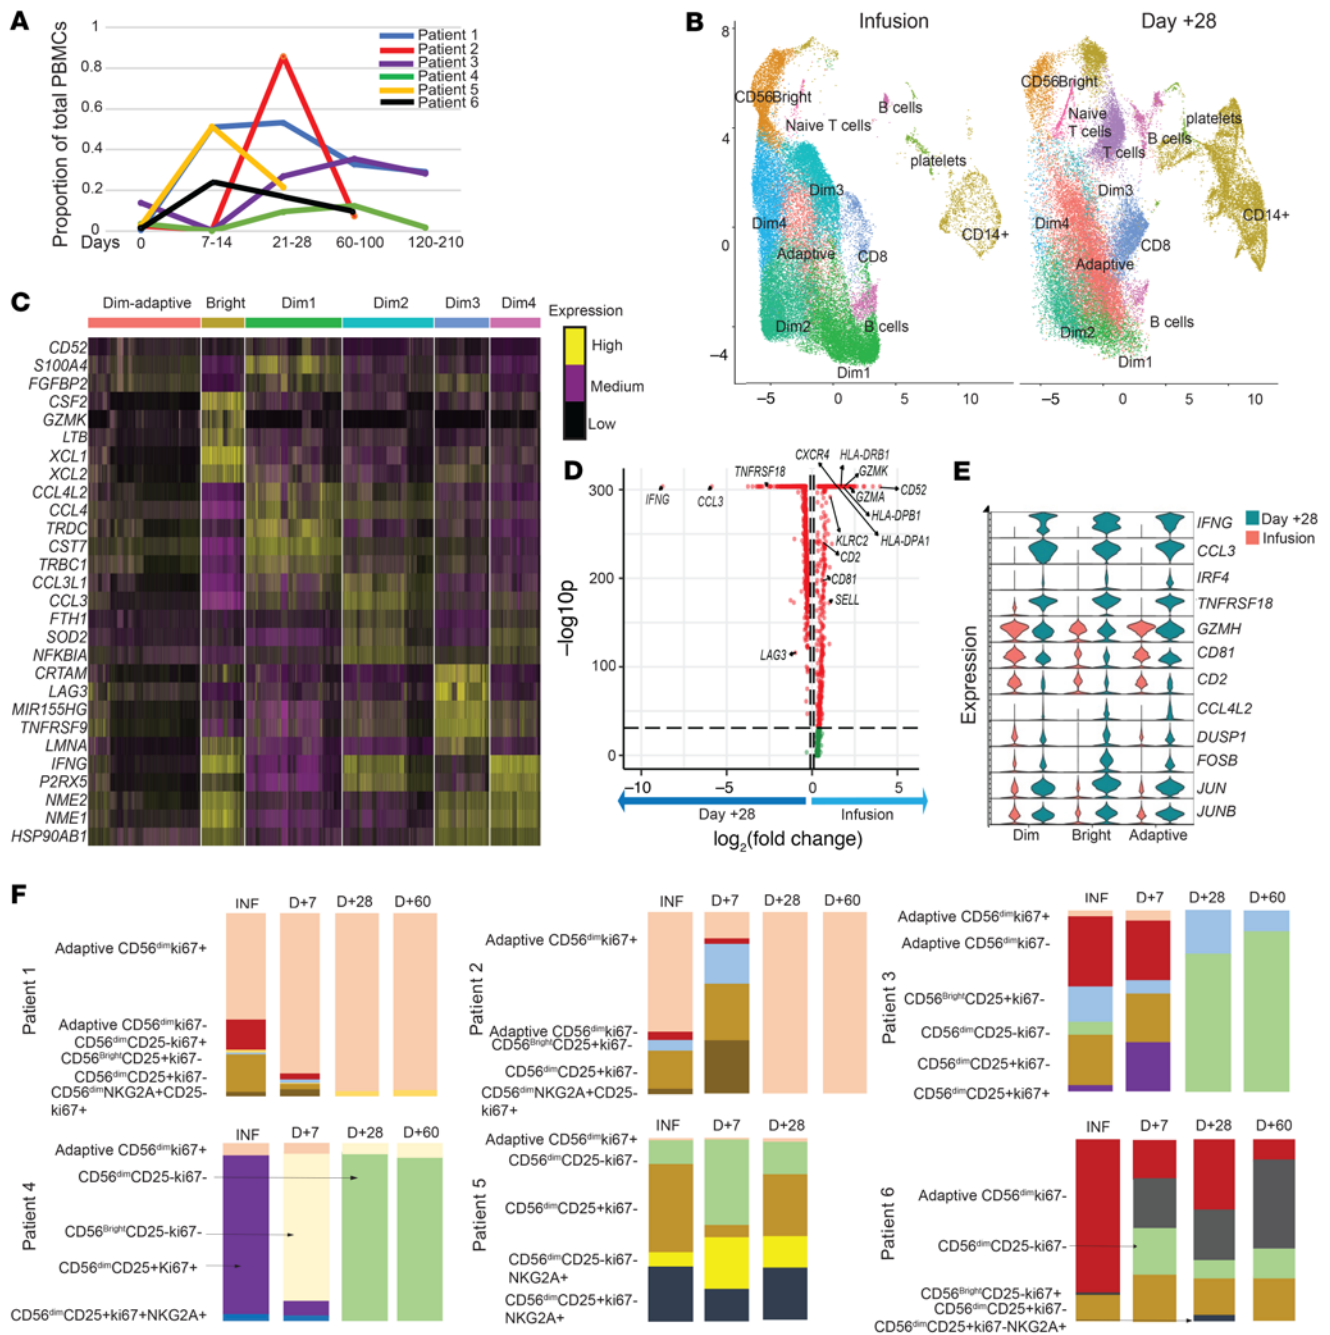 A
Proportion of total PBMCs
1
0.8
0.6
0.4
0.2
0
Days
0
7-14
21-28
60-100
120-210
Patient 1
Patient 2
Patient 3
Patient 4
Patient 5
Patient 6
B
Infusion
Day +28
8
4
0
−4
−5
0
5
10
−5
0
5
10
CD56Bright
Naive T cells
B cells
platelets
Dim3
Dim4
Adaptive
CD8
CD14+
B cells
Dim2
Dim1
CD56Bright
Naive
T cells
T cells
B cells
platelets
Dim3
Dim4
CD14+
CD8
Adaptive
B cells
Dim2
Dim1
C
Dim-adaptive
Bright
Dim1
Dim2
Dim3
Dim4
Expression
High
Medium
Low
CD52
S100A4
FGFBP2
CSF2
GZMK
LTB
XCL1
XCL2
CCL4L2
CCL4
TRDC
CST7
TRBC1
CCL3L1
CCL3
FTH1
SOD2
NFKBIA
CRTAM
LAG3
MIR155HG
TNFRSF9
LMNA
IFNG
P2RX5
NME2
NME1
HSP90AB1
D
−log10p
300
200
100
0
−10
−5
0
5
Day +28
Infusion
log2(fold change)
IFNG
CCL3
TNFRSF18
CXCR4
HLA-DRB1
GZMK
GZMA
CD52
HLA-DPB1
KLRC2
HLA-DPA1
CD2
CD81
SELL
LAG3
E
Expression
IFNG
CCL3
IRF4
TNFRSF18
GZMH
CD81
CD2
CCL4L2
DUSP1
FOSB
JUN
JUNB
Dim
Bright
Adaptive
Day +28
Infusion
F
Patient 1
INF
D+7
D+28
D+60
Adaptive CD56dimki67+
Adaptive CD56dimki67-
CD56dimCD25-ki67+
CD56BrightCD25+ki67-
CD56dimCD25+ki67-
CD56dimNKG2A+CD25-
ki67+
Patient 2
INF
D+7
D+28
D+60
Adaptive CD56dimki67+
Adaptive CD56dimki67-
CD56BrightCD25+ki67-
CD56dimCD25+ki67-
CD56dimNKG2A+CD25-
ki67+
Patient 3
INF
D+7
D+28
D+60
Adaptive CD56dimki67+
Adaptive CD56dimki67-
CD56BrightCD25+ki67-
CD56dimCD25-ki67-
CD56dimCD25+ki67-
CD56dimCD25+ki67+
Patient 4
INF
D+7
D+28
D+60
Adaptive CD56dimki67+
CD56dimCD25-ki67-
CD56BrightCD25-ki67-
CD56dimCD25+Ki67+
CD56dimCD25+ki67+NKG2A+
Patient 5
INF
D+7
D+28
Adaptive CD56dimki67+
CD56dimCD25-ki67-
CD56dimCD25+ki67-
CD56dimCD25-ki67-
NKG2A+
CD56dimCD25+ki67-
NKG2A+
Patient 6
INF
D+7
D+28
D+60
Adaptive CD56dimki67-
CD56dimCD25-ki67-
CD56BrightCD25-ki67+
CD56dimCD25+ki67-
CD56dimCD25+ki67-NKG2A+